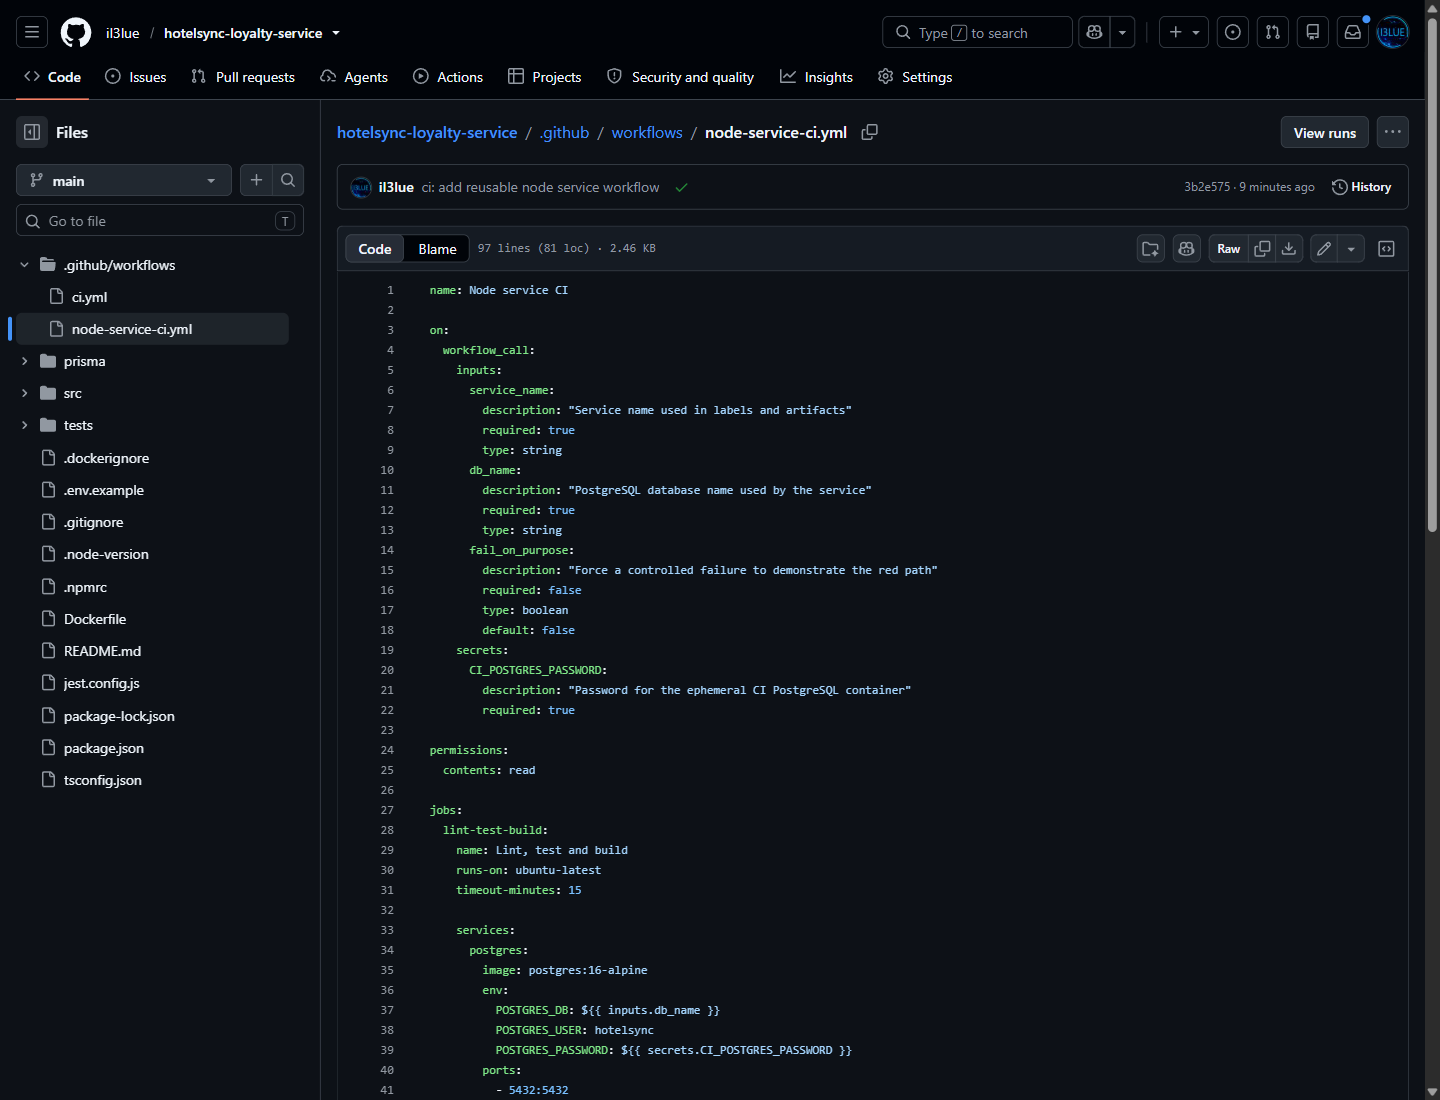 il3lue / hotelsync-loyalty-service
Type / to search
I3LUE
Code Issues Pull requests Agents Actions Projects Security and quality Insights Settings
Files
main
Go to file T
.github/workflows
ci.yml
node-service-ci.yml
prisma
src
tests
.dockerignore
.env.example
.gitignore
.node-version
.npmrc
Dockerfile
README.md
jest.config.js
package-lock.json
package.json
tsconfig.json
hotelsync-loyalty-service / .github / workflows / node-service-ci.yml
View runs
il3lue ci: add reusable node service workflow
3b2e575 · 9 minutes ago History
Code Blame 97 lines (81 loc) · 2.46 KB
Raw
1 name: Node service CI
2
3 on:
4 workflow_call:
5 inputs:
6 service_name:
7 description: "Service name used in labels and artifacts"
8 required: true
9 type: string
10 db_name:
11 description: "PostgreSQL database name used by the service"
12 required: true
13 type: string
14 fail_on_purpose:
15 description: "Force a controlled failure to demonstrate the red path"
16 required: false
17 type: boolean
18 default: false
19 secrets:
20 CI_POSTGRES_PASSWORD:
21 description: "Password for the ephemeral CI PostgreSQL container"
22 required: true
23
24 permissions:
25 contents: read
26
27 jobs:
28 lint-test-build:
29 name: Lint, test and build
30 runs-on: ubuntu-latest
31 timeout-minutes: 15
32
33 services:
34 postgres:
35 image: postgres:16-alpine
36 env:
37 POSTGRES_DB: ${{ inputs.db_name }}
38 POSTGRES_USER: hotelsync
39 POSTGRES_PASSWORD: ${{ secrets.CI_POSTGRES_PASSWORD }}
40 ports:
41 - 5432:5432